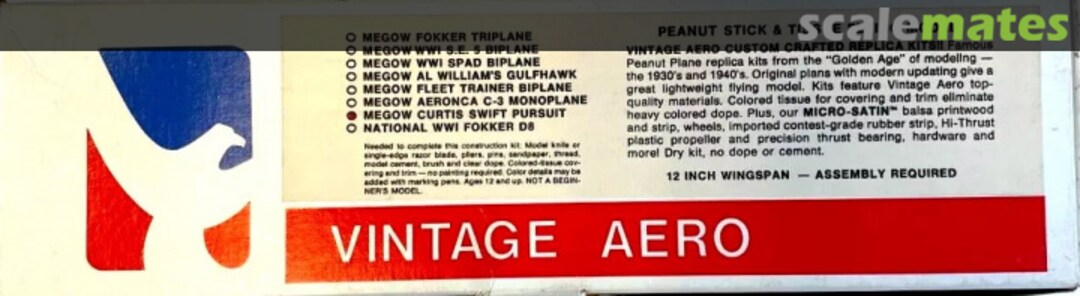 scalemates
MEGOW FOKKER TRIPLANE
MEGOW WWI S.E. 5 BIPLANE
MEGOW WWI SPAD BIPLANE
MEGOW AL WILLIAM'S GULFHAWK
MEGOW FLEET TRAINER BIPLANE
MEGOW AERONCA C-3 MONOPLANE
MEGOW CURTIS SWIFT PURSUIT
NATIONAL WWI FOKKER D8
Needed to complete this construction kit: Model knife or
single-edge razor blade, pliers, pins, sandpaper, thread,
model cement, brush and clear dope. Colored-tissue cov-
ering and trim — no painting required. Color details may be
added with marking pens. Ages 12 and up. NOT A BEGIN-
NER'S MODEL.
PEANUT STICK &
VINTAGE AERO CUSTOM CRAFTED REPLICA KITS!! Famous
Peanut Plane replica kits from the "Golden Age" of modeling —
the 1930's and 1940's. Original plans with modern updating give a
great lightweight flying model. Kits feature Vintage Aero top-
quality materials. Colored tissue for covering and trim eliminate
heavy colored dope. Plus, our MICRO-SATIN™ balsa printwood
and strip, wheels, imported contest-grade rubber strip, Hi-Thrust
plastic propeller and precision thrust bearing, hardware and
more! Dry kit, no dope or cement.
12 INCH WINGSPAN — ASSEMBLY REQUIRED
VINTAGE AERO